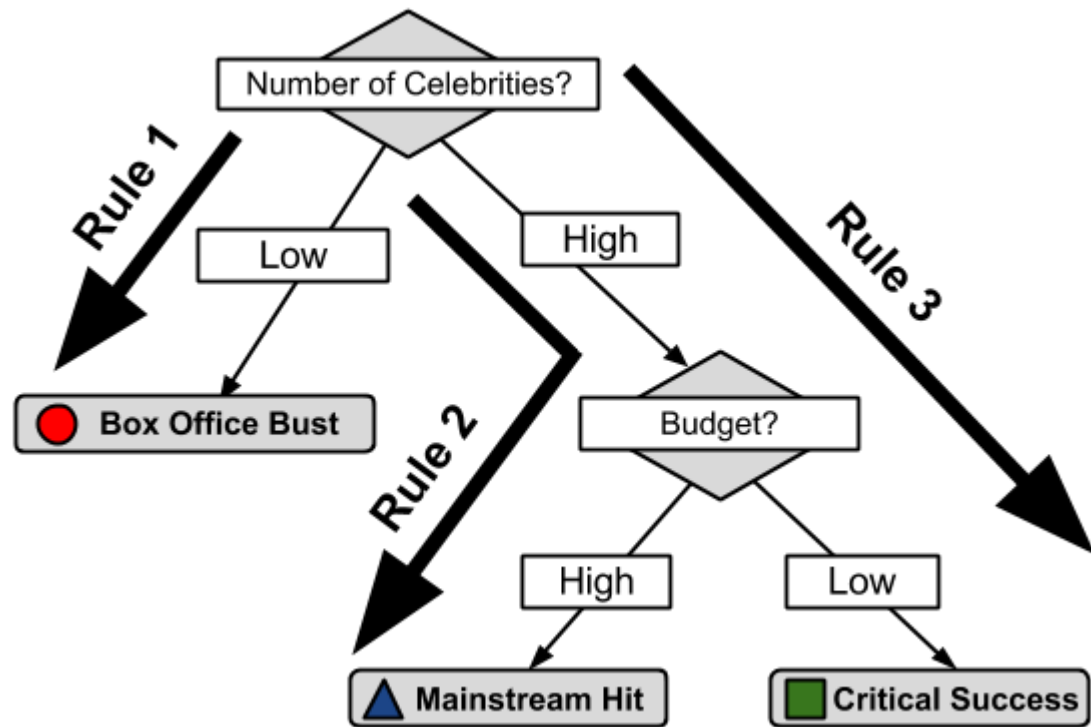 Number of Celebrities?
Rule 1
Low
High
Rule 3
Box Office Bust
Rule 2
Budget?
High
Low
Mainstream Hit
Critical Success